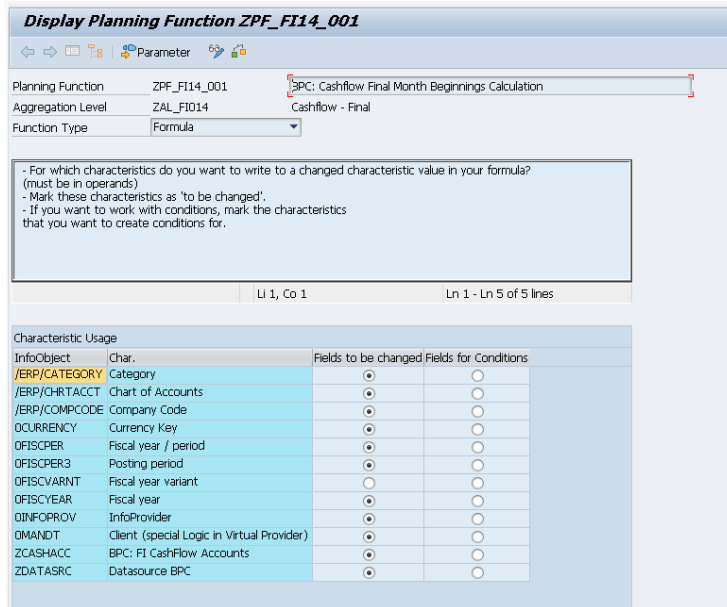 Display Planning Function ZPF_FI14_001
Parameter
Planning Function ZPF_FI14_001 BPC: Cashflow Final Month Beginnings Calculation
Aggregation Level ZAL_FI014 Cashflow - Final
Function Type Formula
- For which characteristics do you want to write to a changed characteristic value in your formula?
(must be in operands)
- Mark these characteristics as 'to be changed'.
- If you want to work with conditions, mark the characteristics
that you want to create conditions for.
Li 1, Co 1 Ln 1 - Ln 5 of 5 lines
Characteristic Usage
InfoObject Char. Fields to be changed Fields for Conditions
/ERP/CATEGORY Category
/ERP/CHRTACCT Chart of Accounts
/ERP/COMPCODE Company Code
0CURRENCY Currency Key
0FISCPER Fiscal year / period
0FISCPER3 Posting period
0FISCVARNT Fiscal year variant
0FISCYEAR Fiscal year
0INFOPROV InfoProvider
0MANDT Client (special Logic in Virtual Provider)
ZCASHACC BPC: FI CashFlow Accounts
ZDATASRC Datasource BPC